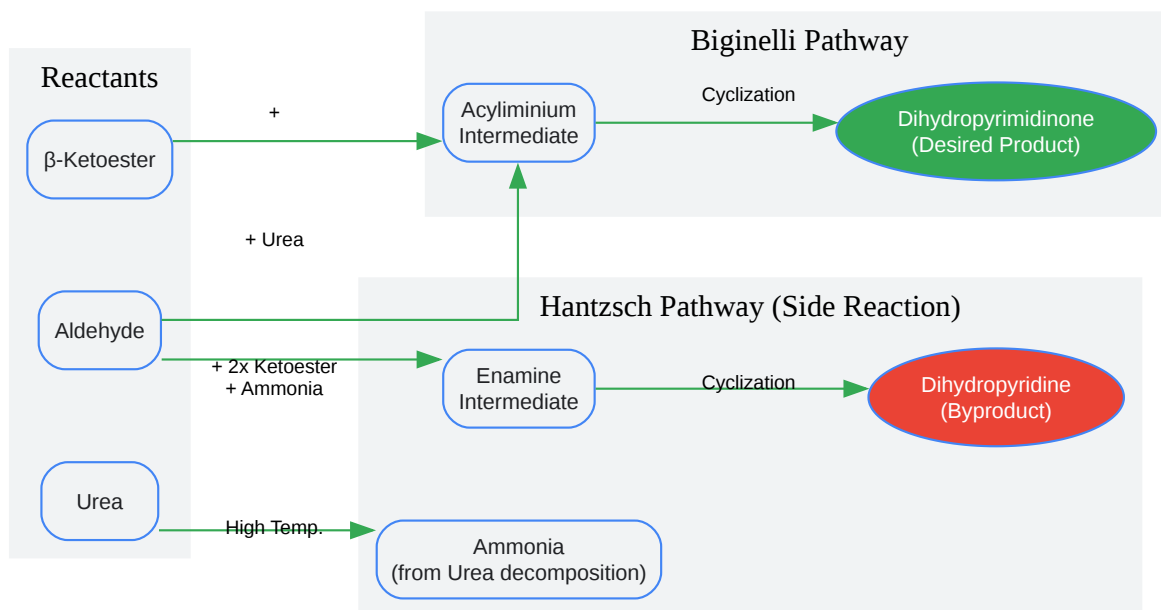 Reactants
β-Ketoester
Aldehyde
Urea
+
+ Urea
+ 2x Ketoester
+ Ammonia
High Temp.
Biginelli Pathway
Acyliminium
Intermediate
Cyclization
Dihydropyrimidinone
(Desired Product)
Hantzsch Pathway (Side Reaction)
Enamine
Intermediate
Cyclization
Dihydropyridine
(Byproduct)
Ammonia
(from Urea decomposition)